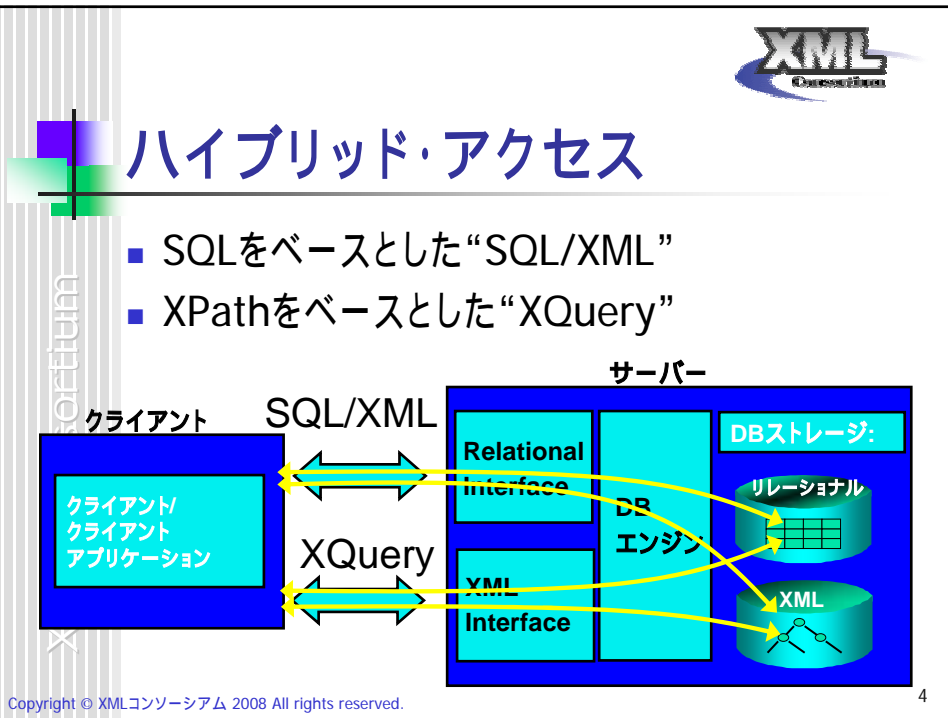 XML
Consortium
ハイブリッド・アクセス
SQLをベースとした“SQL/XML”
XPathをベースとした“XQuery”
サーバー
クライアント
SQL/XML
Relational
Interface
DBストレージ:
リレーショナル
クライアント/
クライアント
アプリケーション
DB
エンジン
XQuery
XML
Interface
XML
Copyright © XMLコンソーシアム 2008 All rights reserved.
4